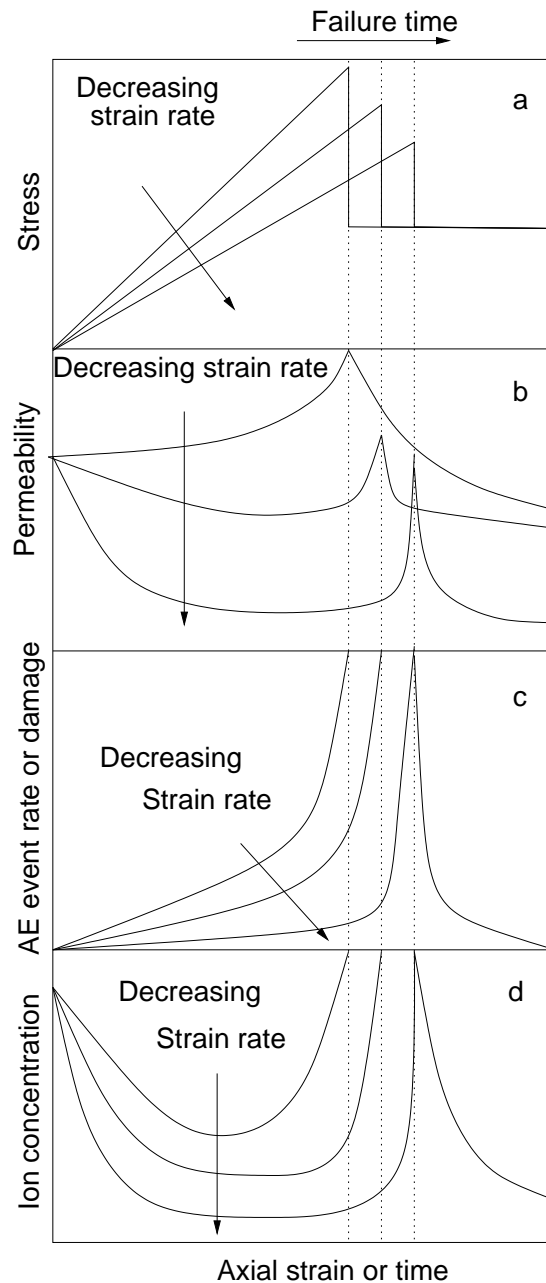 Failure time
Decreasing
strain rate
a
Stress
Decreasing strain rate
b
Permeability
c
Decreasing
Strain rate
AE event rate or damage
Decreasing
d
Strain rate
Ion concentration
Axial strain or time